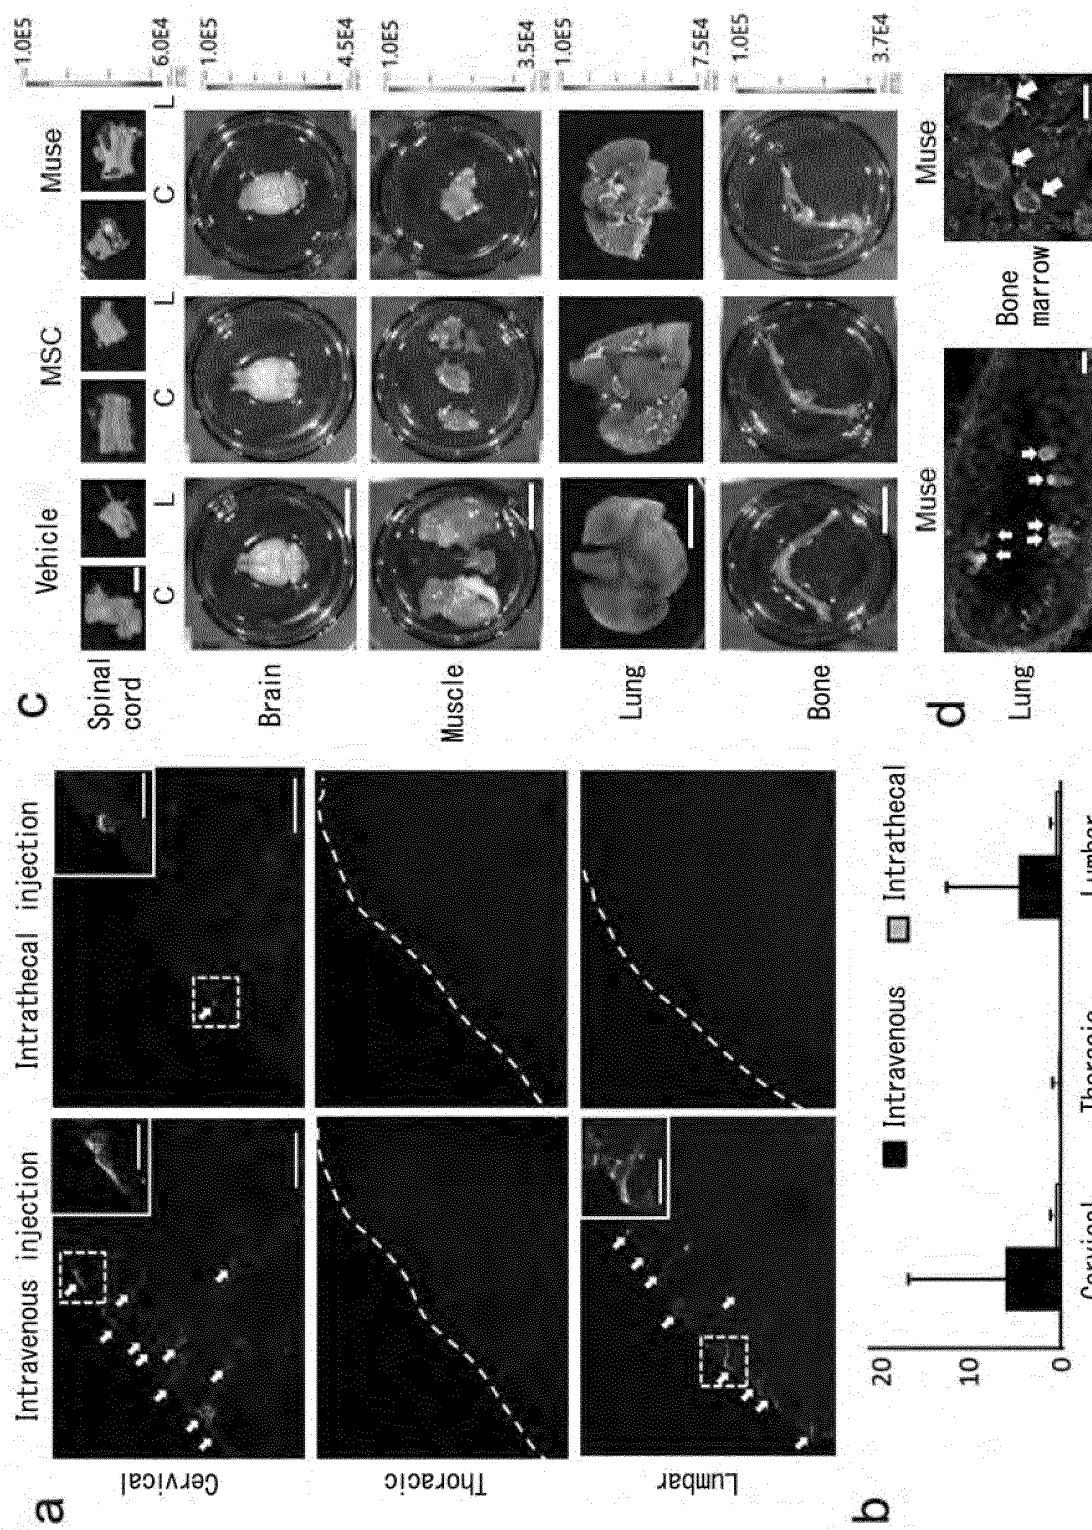 a
Intravenous injection
Intrathecal injection
Cervical
Thoracic
Lumbar
b
Intravenous
Intrathecal
20
10
0
Cervical
Thoracic
Lumbar
c
Vehicle
MSC
Muse
Spinal
cord
C
L
C
L
C
L
1.0E5
6.0E4
Brain
1.0E5
4.5E4
Muscle
1.0E5
3.5E4
Lung
1.0E5
7.5E4
Bone
1.0E5
3.7E4
d
Muse
Muse
Lung
Bone
marrow